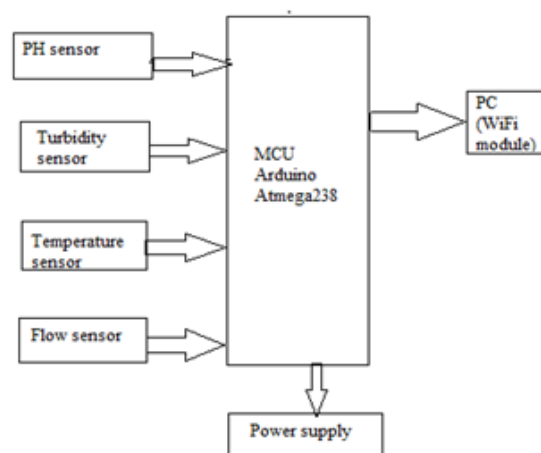 PH sensor
Turbidity
sensor
Temperature
sensor
Flow sensor
MCU
Arduino
Atmega238
PC
(WiFi
module)
Power supply